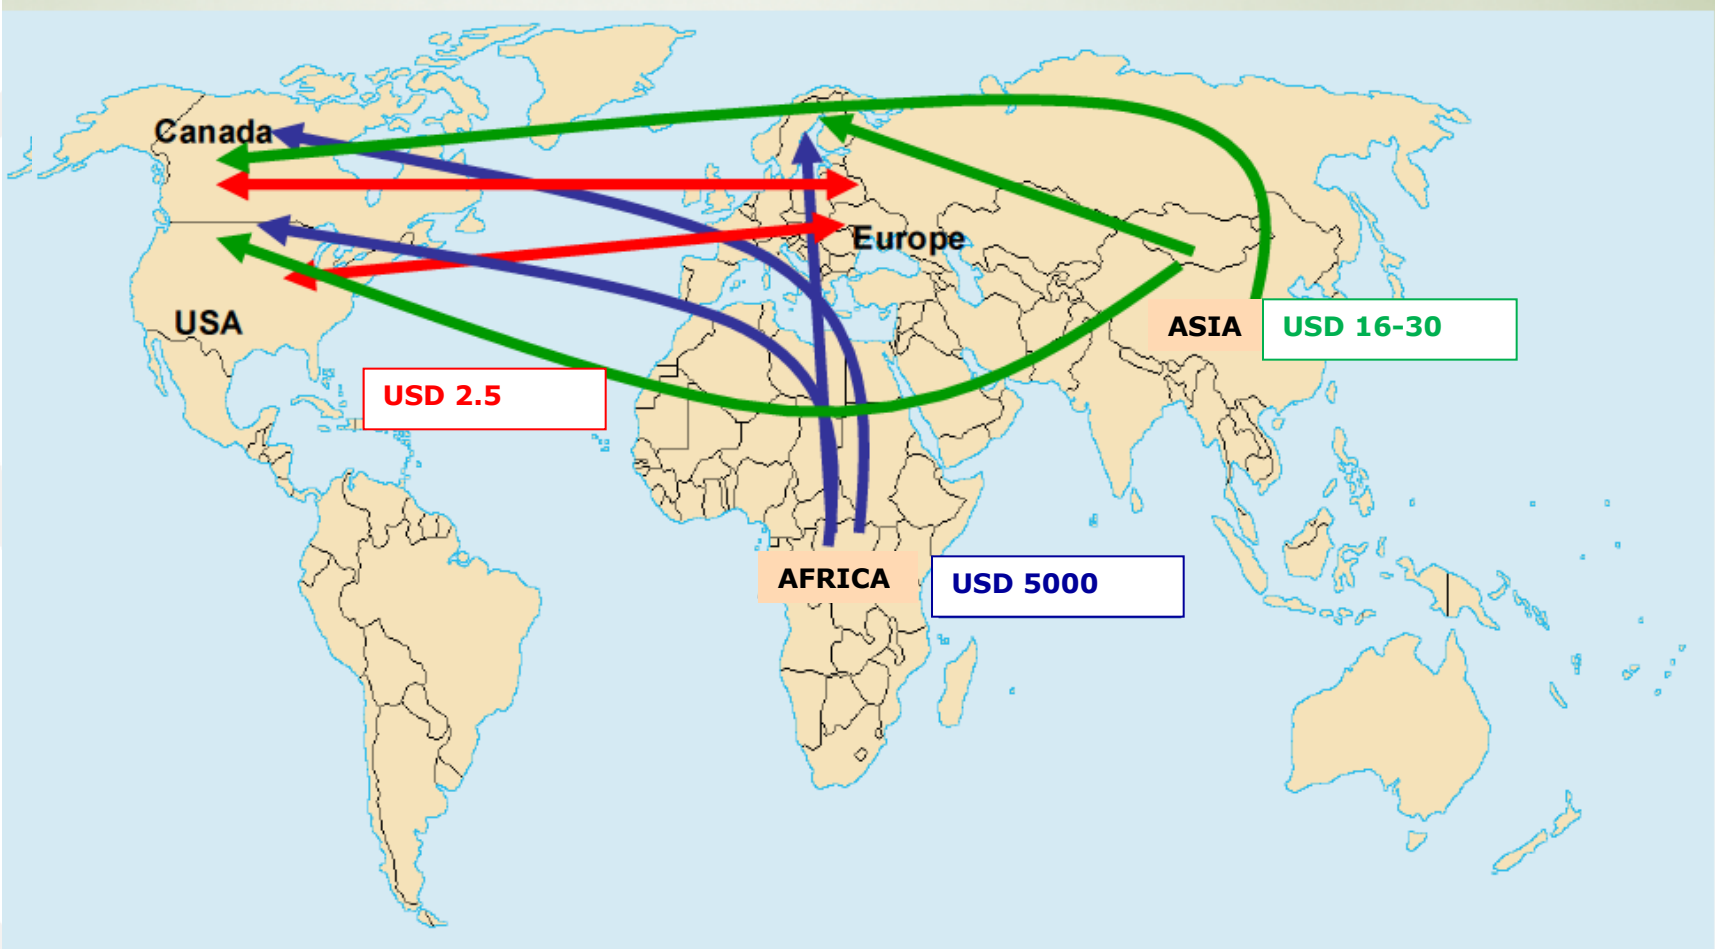 Canada
Europe
USA
ASIA
USD 16-30
USD 2.5
AFRICA
USD 5000